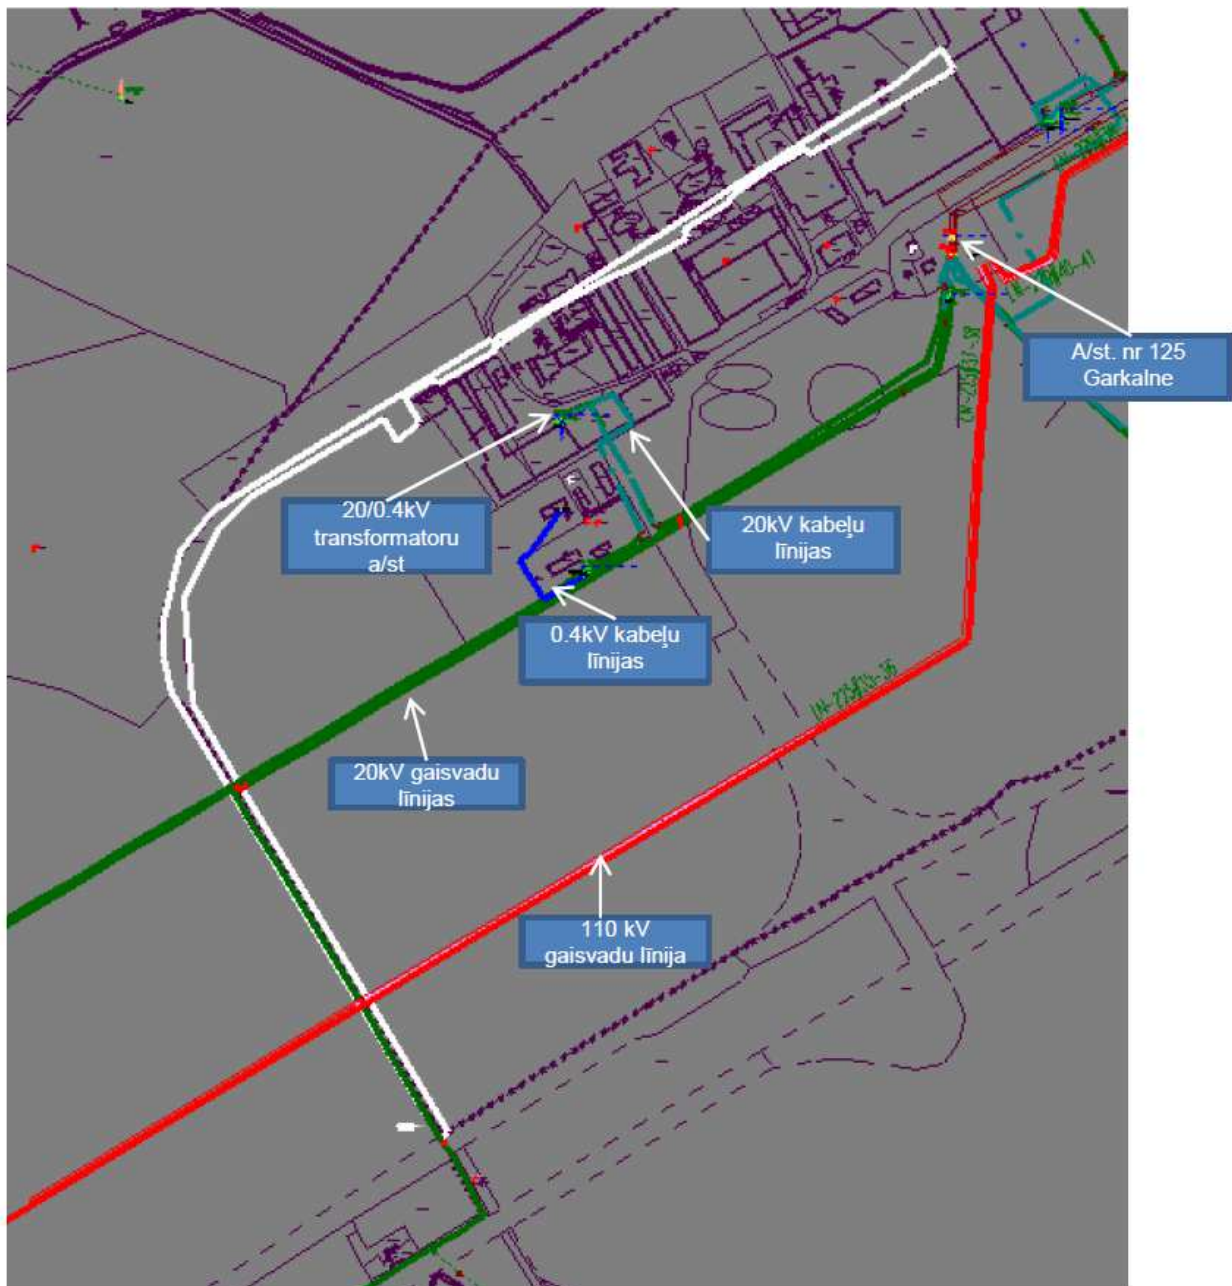 A/st. nr 125
Garkalne
20/0.4kV
transformatoru
a/st
20kV kabeļu
līnijas
0.4kV kabeļu
līnijas
20kV gaisvadu
līnijas
110 kV
gaisvadu līnija